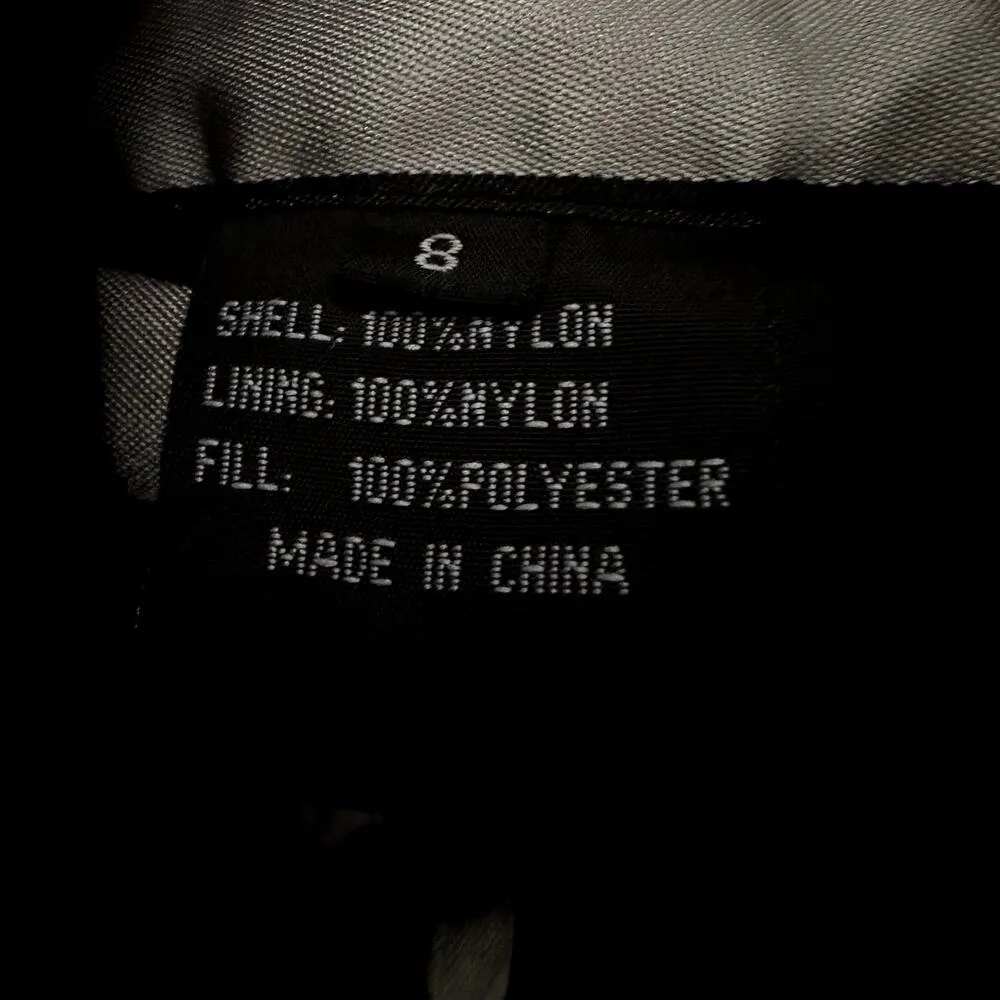 8
SHELL: 100%NYLON
LINING: 100%NYLON
FILL: 100%POLYESTER
MADE IN CHINA